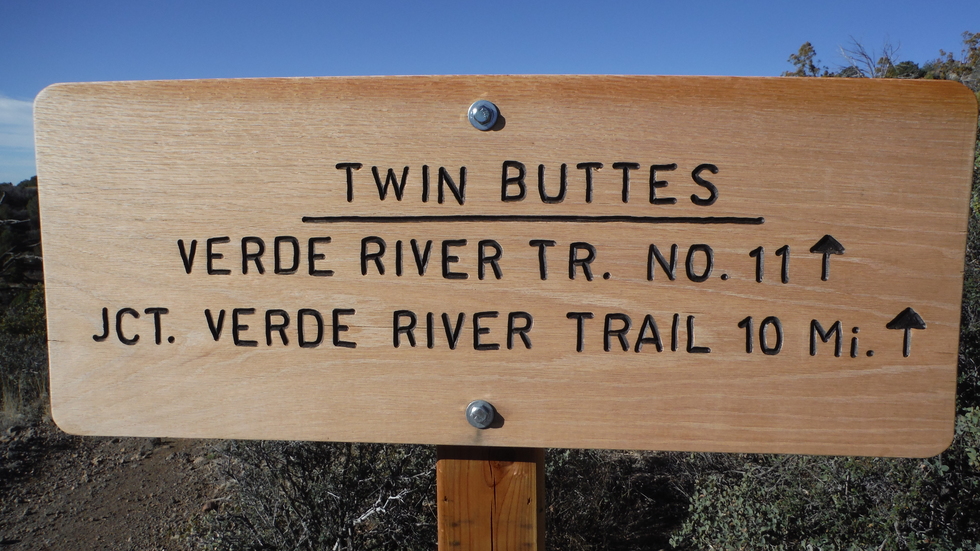 TWIN BUTTES
VERDE RIVER TR. NO. 11 ↑
JCT. VERDE RIVER TRAIL 10 Mi. ↑